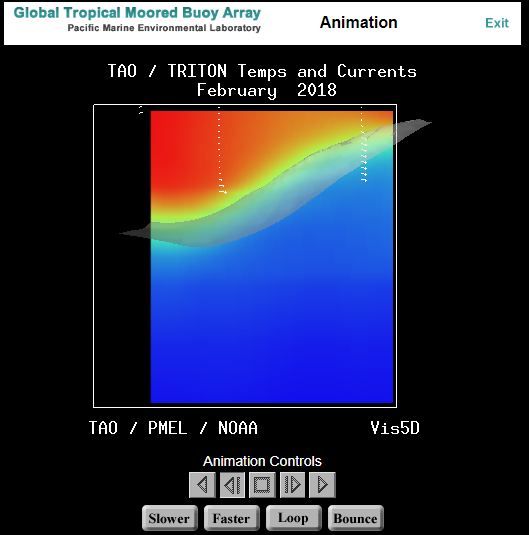 Global Tropical Moored Buoy Array
Pacific Marine Environmental Laboratory
Animation
Exit
TAO / TRITON Temps and Currents
February 2018
TAO / PMEL / NOAA
Vis5D
Animation Controls
Slower
Faster
Loop
Bounce